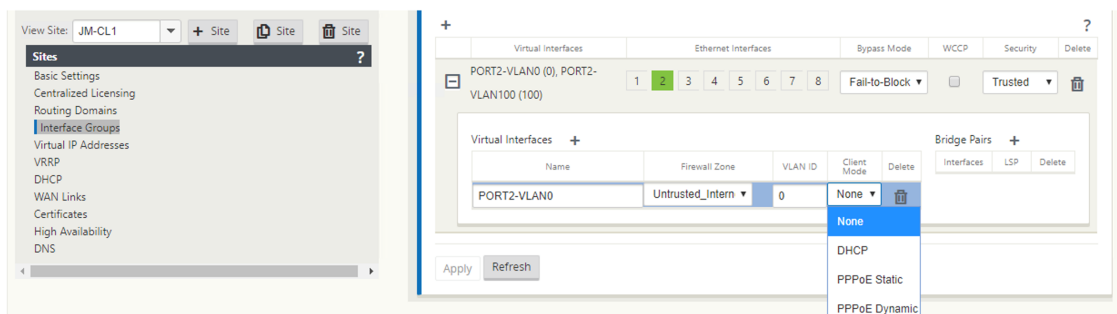 View Site: JM-CL1 + Site Site Site
Sites ?
Basic Settings
Centralized Licensing
Routing Domains
Interface Groups
Virtual IP Addresses
VRRP
DHCP
WAN Links
Certificates
High Availability
DNS
+ ?
Virtual Interfaces Ethernet Interfaces Bypass Mode WCCP Security Delete
PORT2-VLAN0 (0), PORT2-
VLAN100 (100)
1 2 3 4 5 6 7 8 Fail-to-Block Trusted
Virtual Interfaces + Bridge Pairs +
Name Firewall Zone VLAN ID Client
Mode Delete Interfaces LSP Delete
PORT2-VLAN0 Untrusted_Intern 0 None
None
DHCP
PPPoE Static
PPPoE Dynamic
Apply Refresh